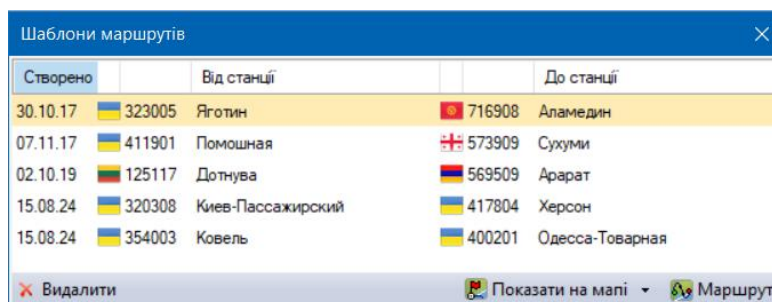 Шаблони маршрутів
Створено Від станції До станції
30.10.17 323005 Яготин 716908 Аламедин
07.11.17 411901 Помошная 573909 Сухуми
02.10.19 125117 Дотнува 569509 Арарат
15.08.24 320308 Киев-Пассажирский 417804 Херсон
15.08.24 354003 Ковель 400201 Одесса-Товарная
Видалити Показати на мапі Маршрут